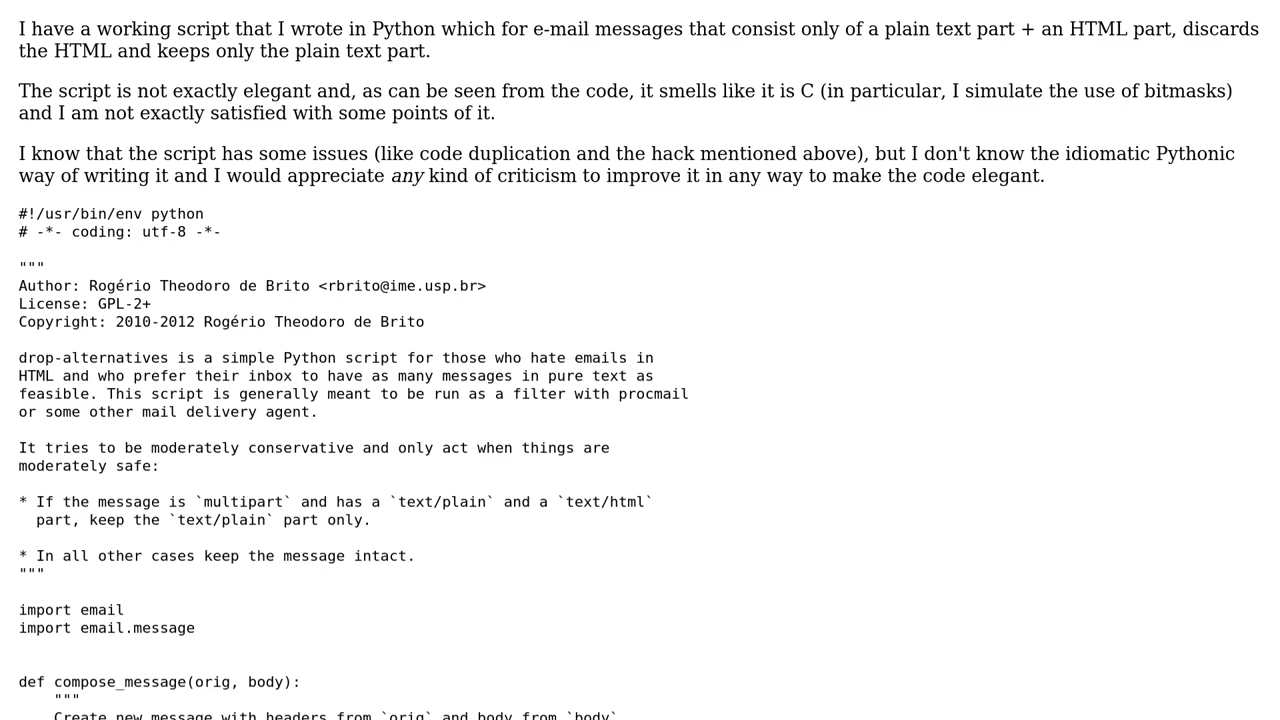 I have a working script that I wrote in Python which for e-mail messages that consist only of a plain text part + an HTML part, discards
the HTML and keeps only the plain text part.
The script is not exactly elegant and, as can be seen from the code, it smells like it is C (in particular, I simulate the use of bitmasks)
and I am not exactly satisfied with some points of it.
I know that the script has some issues (like code duplication and the hack mentioned above), but I don't know the idiomatic Pythonic
way of writing it and I would appreciate any kind of criticism to improve it in any way to make the code elegant.
#!/usr/bin/env python
# -*- coding: utf-8 -*-
"""
Author: Rogério Theodoro de Brito <rbrito@ime.usp.br>
License: GPL-2+
Copyright: 2010-2012 Rogério Theodoro de Brito
drop-alternatives is a simple Python script for those who hate emails in
HTML and who prefer their inbox to have as many messages in pure text as
feasible. This script is generally meant to be run as a filter with procmail
or some other mail delivery agent.
It tries to be moderately conservative and only act when things are
moderately safe:
* If the message is `multipart` and has a `text/plain` and a `text/html`
  part, keep the `text/plain` part only.
* In all other cases keep the message intact.
"""
import email
import email.message
def compose_message(orig, body):
    """
    Create new message with headers from `orig` and body from `body`